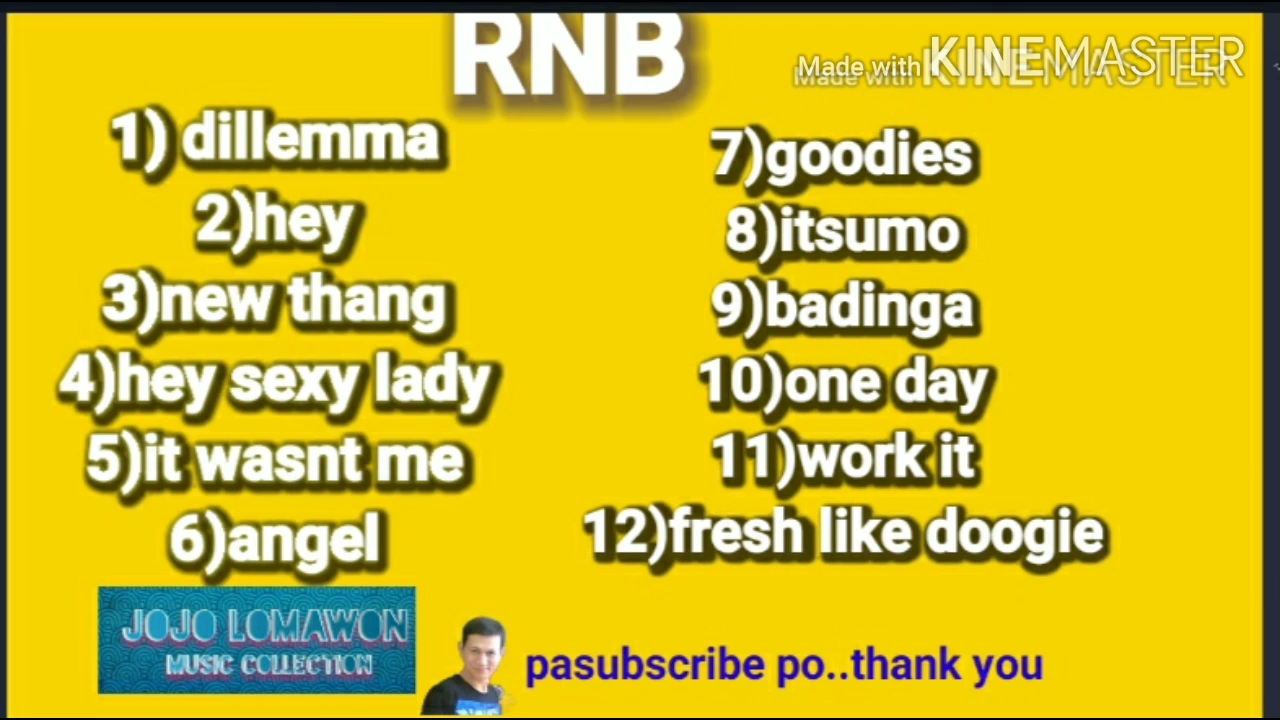 RNB
Made with KINEMASTER
1) dillemma
2)hey
3)new thang
4)hey sexy lady
5)it wasnt me
6)angel
7)goodies
8)itsumo
9)badinga
10)one day
11)work it
12)fresh like doogie
JOJO LOMAWON
MUSIC COLLECTION
pasubscribe po..thank you